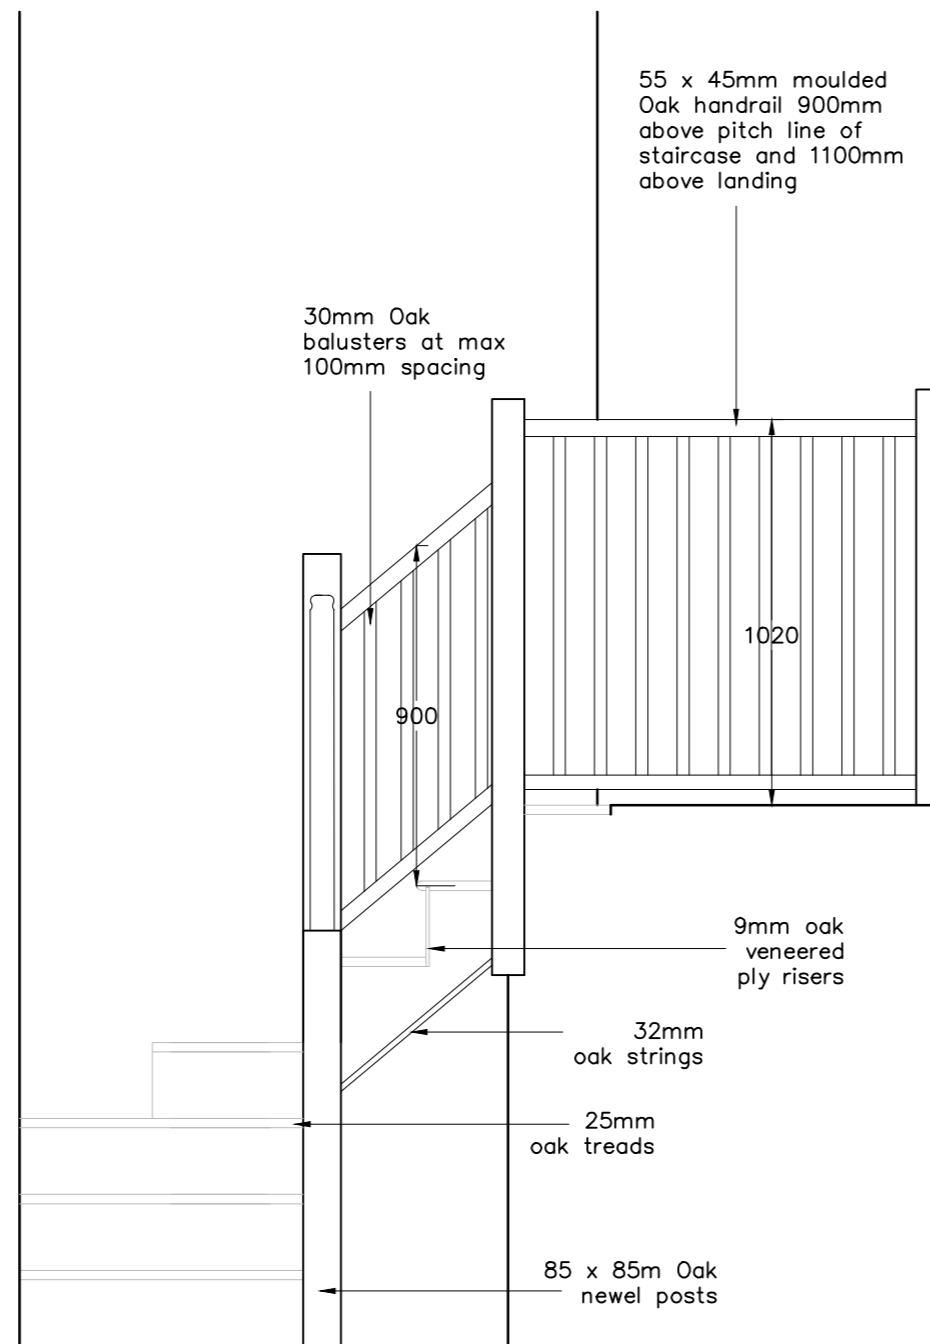 55 x 45mm moulded
Oak handrail 900mm
above pitch line of
staircase and 1100mm
above landing
30mm Oak
balusters at max
100mm spacing
1020
900
9mm oak
veneered
ply risers
32mm
oak strings
25mm
oak treads
85 x 85m Oak
newel posts